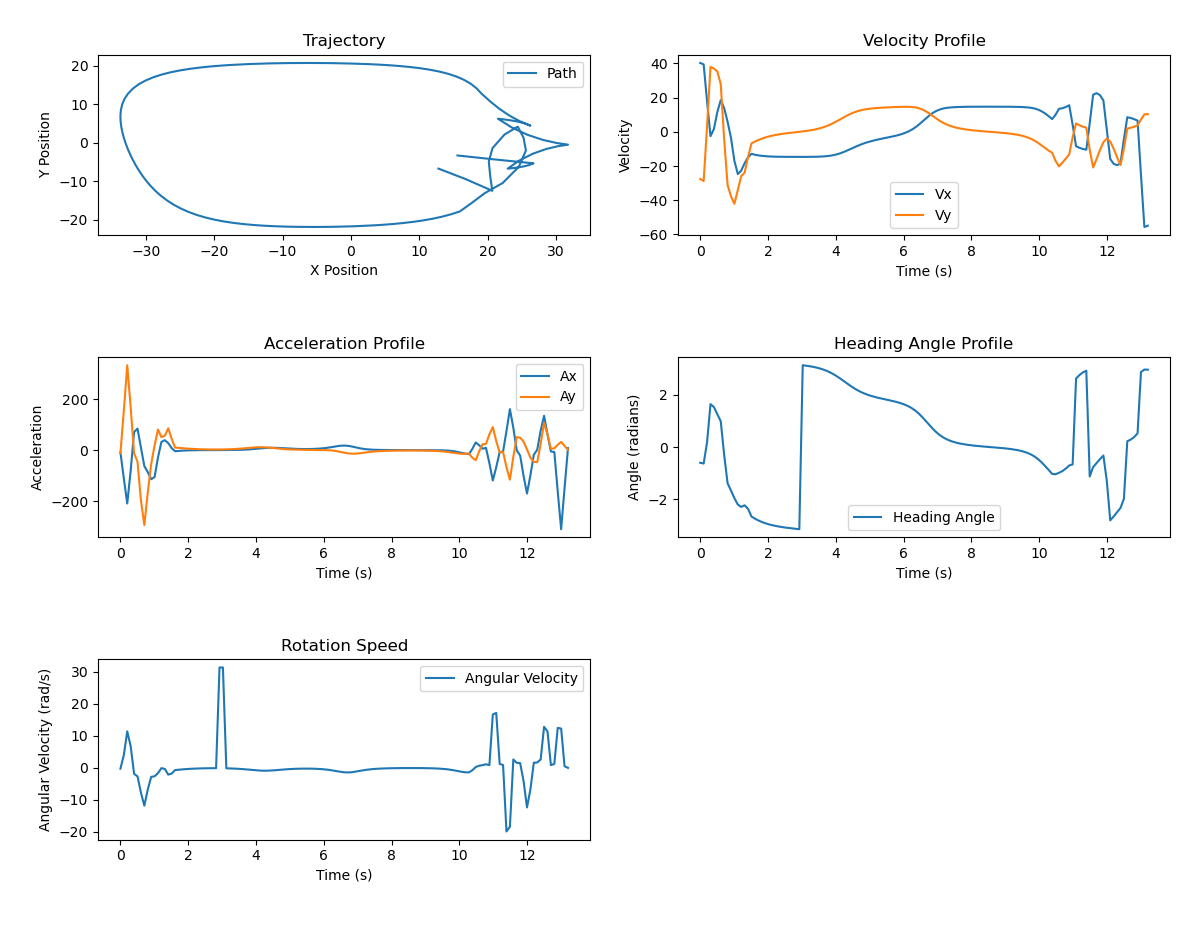 Trajectory
Path
Y Position
20
10
0
−10
−20
−30
−20
−10
0
10
20
30
X Position
Velocity Profile
Vx
Vy
Velocity
40
20
0
−20
−40
−60
0
2
4
6
8
10
12
Time (s)
Acceleration Profile
Ax
Ay
Acceleration
200
0
−200
0
2
4
6
8
10
12
Time (s)
Heading Angle Profile
Heading Angle
Angle (radians)
2
0
−2
0
2
4
6
8
10
12
Time (s)
Rotation Speed
Angular Velocity
Angular Velocity (rad/s)
30
20
10
0
−10
−20
0
2
4
6
8
10
12
Time (s)